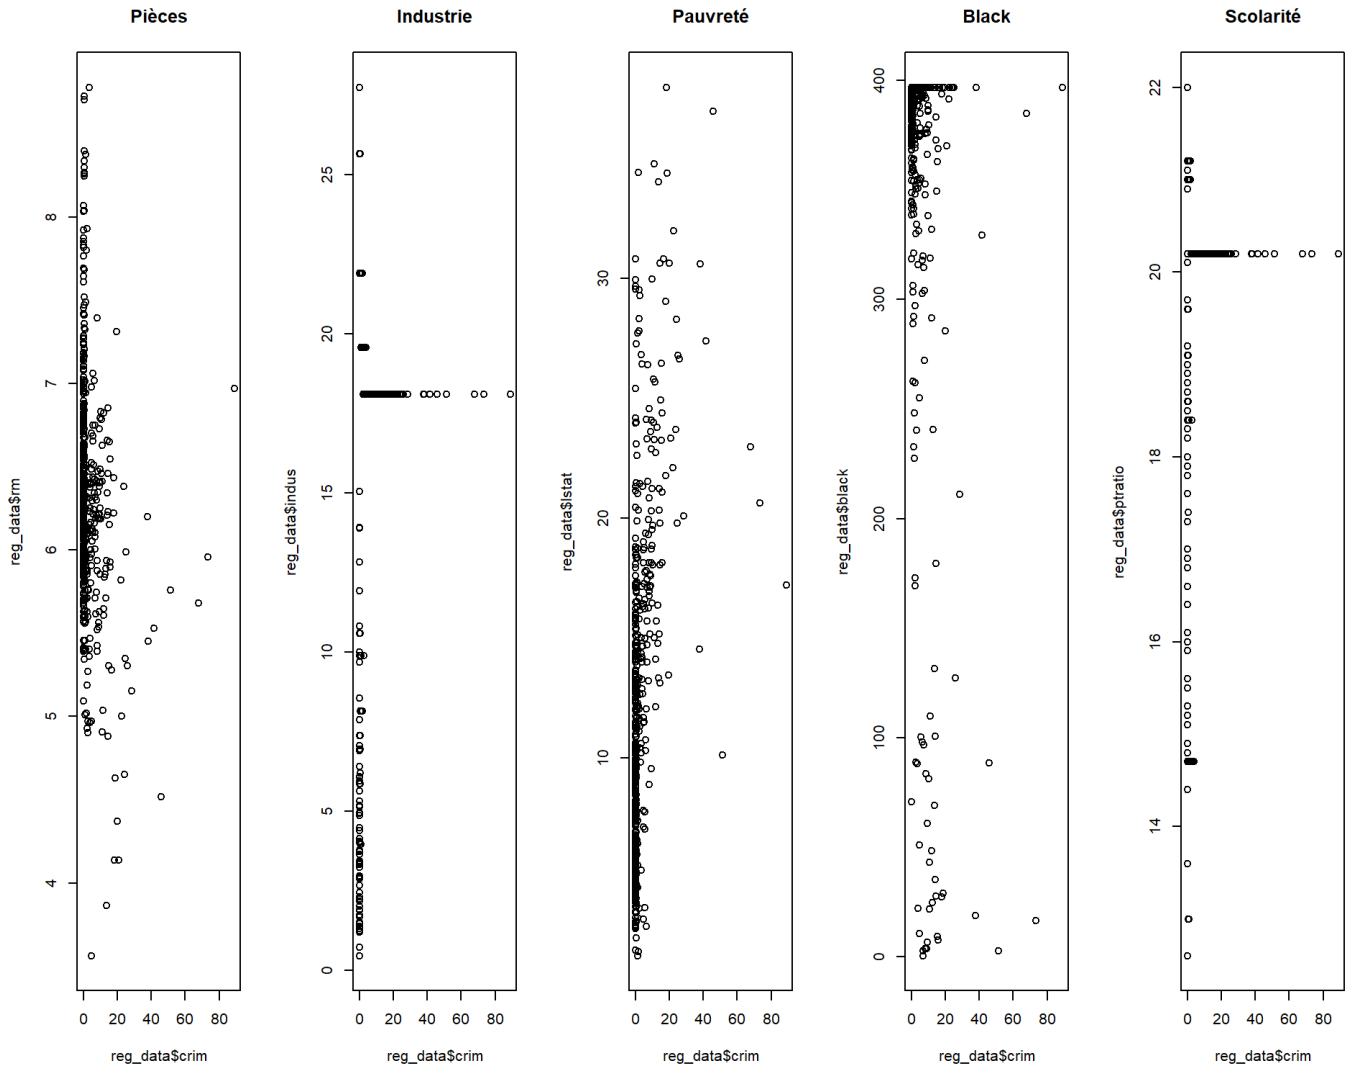 Pièces
reg_data$rm
4
5
6
7
8
0 20 40 60 80
reg_data$crim
Industrie
reg_data$indus
0
5
10
15
20
25
0 20 40 60 80
reg_data$crim
Pauvreté
reg_data$lstat
10
20
30
0 20 40 60 80
reg_data$crim
Black
reg_data$black
0
100
200
300
400
0 20 40 60 80
reg_data$crim
Scolarité
reg_data$ptratio
14
16
18
20
22
0 20 40 60 80
reg_data$crim